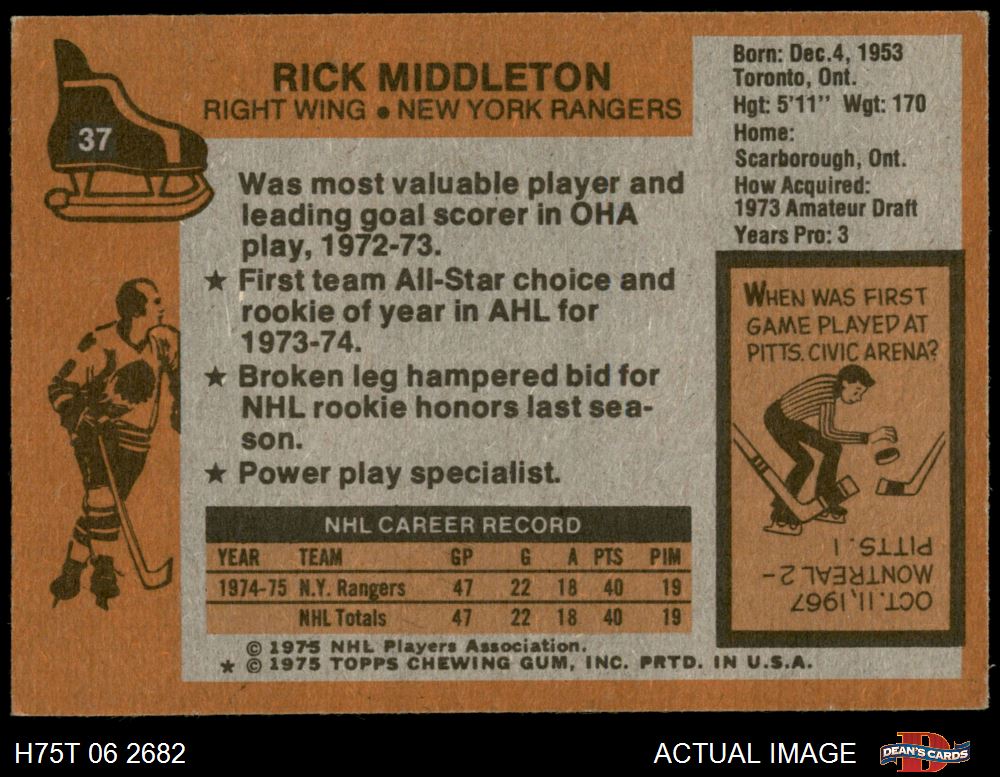 37
RICK MIDDLETON
RIGHT WING • NEW YORK RANGERS
Was most valuable player and
leading goal scorer in OHA
play, 1972-73.
★ First team All-Star choice and
rookie of year in AHL for
1973-74.
★ Broken leg hampered bid for
NHL rookie honors last sea-
son.
★ Power play specialist.
NHL CAREER RECORD
YEAR TEAM GP G A PTS PIM
1974-75 N.Y. Rangers 47 22 18 40 19
NHL Totals 47 22 18 40 19
© 1975 NHL Players Association.
★ © 1975 TOPPS CHEWING GUM, INC. PRTD. IN U.S.A.
Born: Dec.4, 1953
Toronto, Ont.
Hgt: 5'11" Wgt: 170
Home:
Scarborough, Ont.
How Acquired:
1973 Amateur Draft
Years Pro: 3
WHEN WAS FIRST
GAME PLAYED AT
PITTS. CIVIC ARENA?
OCT. 11, 1967
MONTREAL 2-
PITTS. 1
H75T 06 2682
ACTUAL IMAGE
D
DEAN'S CARDS